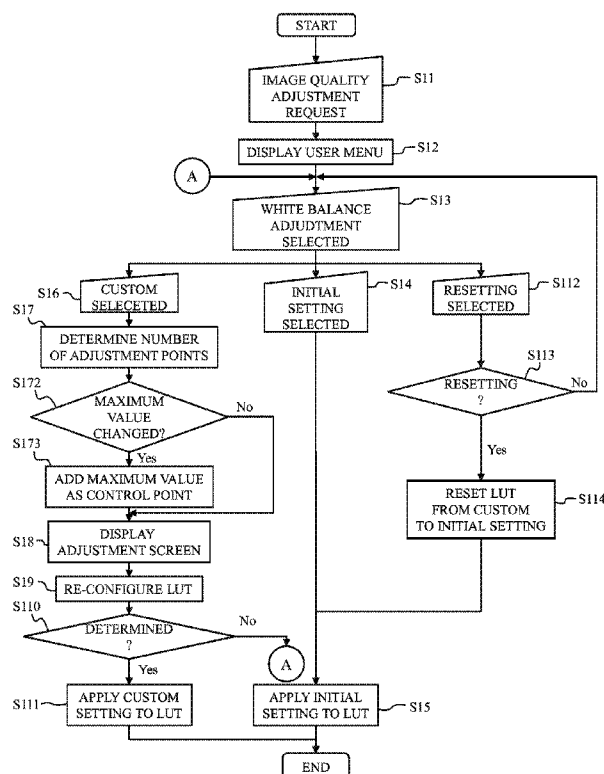 START
IMAGE QUALITY
ADJUSTMENT
REQUEST
S11
DISPLAY USER MENU
S12
A
WHITE BALANCE
ADJUDTMENT
SELECTED
S13
S16
CUSTOM
SELECETED
INITIAL
SETTING
SELECTED
S14
RESETTING
SELECTED
S112
S17
DETERMINE NUMBER
OF ADJUSTMENT POINTS
S172
MAXIMUM
VALUE
CHANGED?
No
Yes
RESETTING
?
S113
No
Yes
S173
ADD MAXIMUM VALUE
AS CONTROL POINT
RESET LUT
FROM CUSTOM
TO INITIAL SETTING
S114
S18
DISPLAY
ADJUSTMENT SCREEN
S19
RE-CONFIGURE LUT
S110
DETERMINED
?
No
A
Yes
S111
APPLY CUSTOM
SETTING TO LUT
APPLY INITIAL
SETTING TO LUT
S15
END